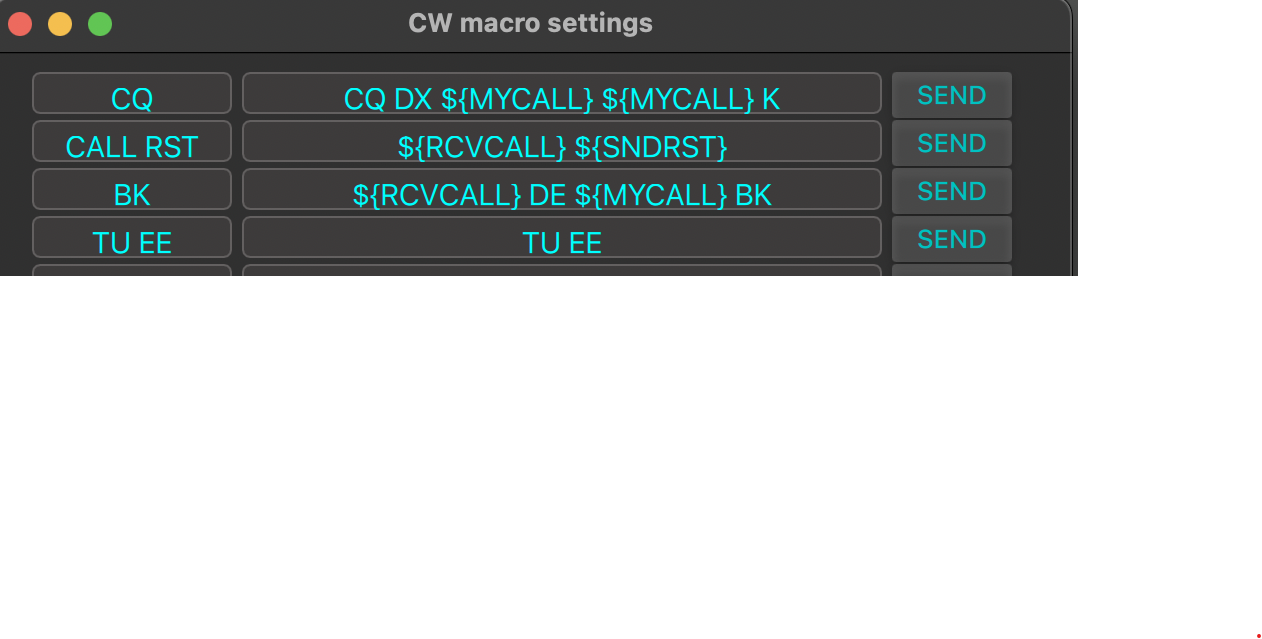 CW macro settings
CQ CQ DX ${MYCALL} ${MYCALL} K SEND
CALL RST ${RCVCALL} ${SNDRST} SEND
BK ${RCVCALL} DE ${MYCALL} BK SEND
TU EE TU EE SEND